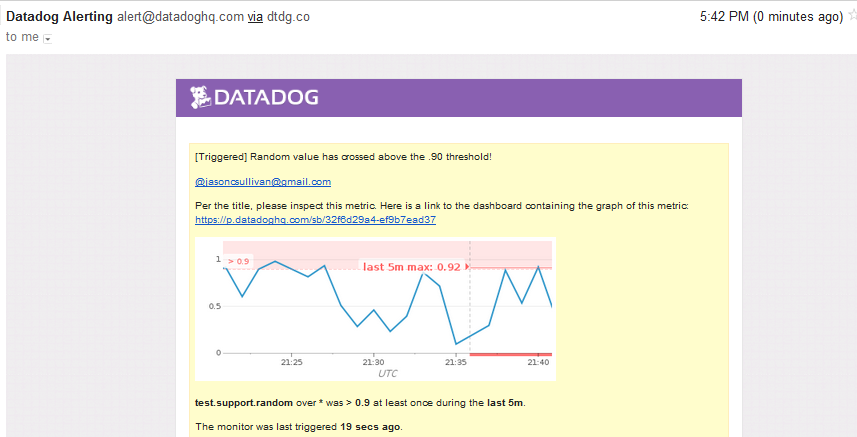 Datadog Alerting alert@datadoghq.com via dtdg.co 5:42 PM (0 minutes ago)
to me
DATADOG
[Triggered] Random value has crossed above the .90 threshold!
@jasoncsullivan@gmail.com
Per the title, please inspect this metric. Here is a link to the dashboard containing the graph of this metric:
https://p.datadoghq.com/sb/32f6d29a4-ef9b7ead37
1
> 0.9
last 5m max: 0.92
0.5
0
21:25 21:30 21:35 21:40
UTC
test.support.random over * was > 0.9 at least once during the last 5m.
The monitor was last triggered 19 secs ago.